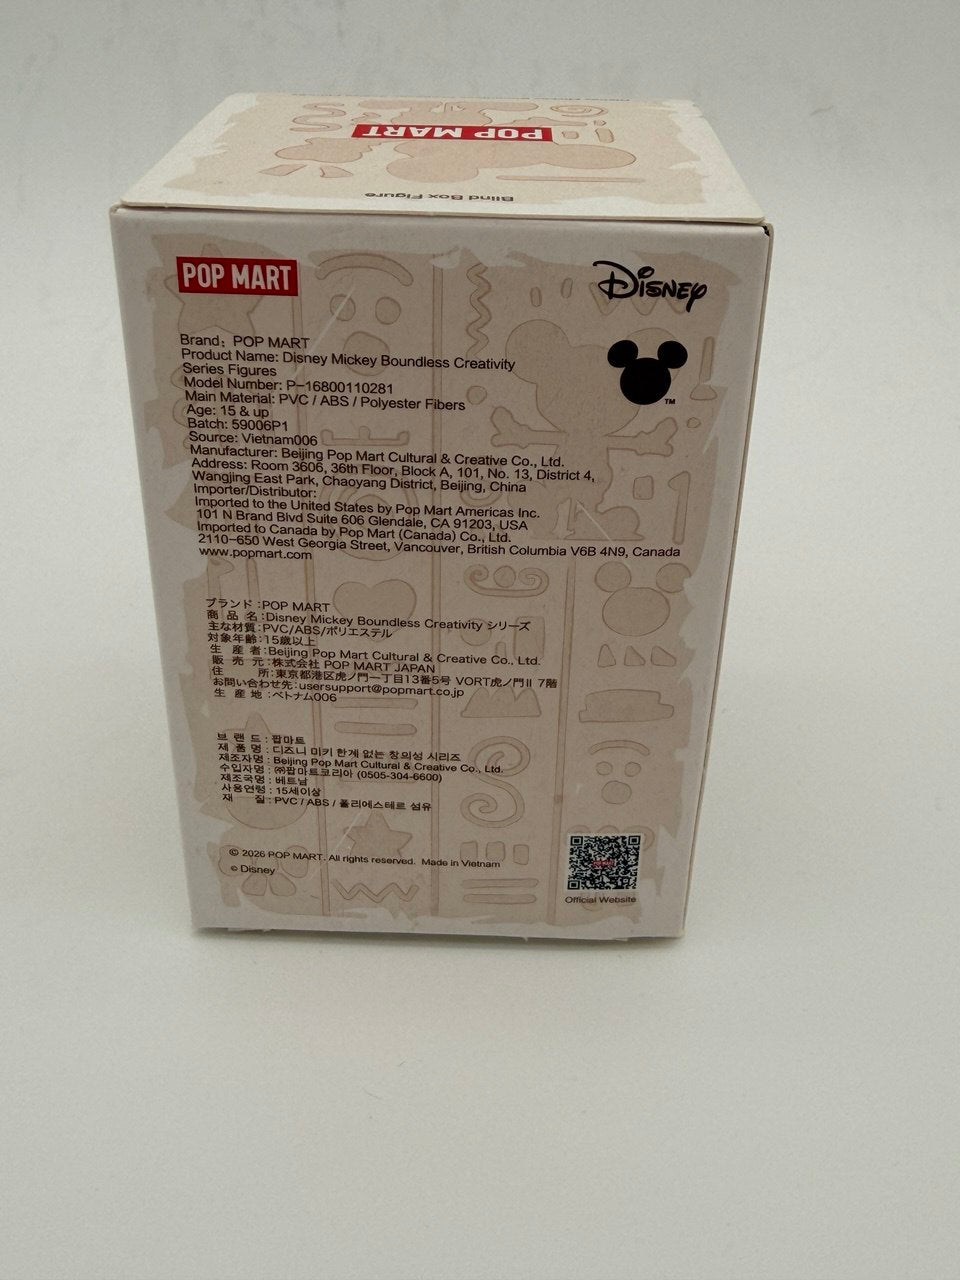 POP MART
Blind Box Figure
POP MART
Disney
Brand: POP MART
Product Name: Disney Mickey Boundless Creativity
Series Figures
Model Number: P-16800110281
Main Material: PVC / ABS / Polyester Fibers
Age: 15 & up
Batch: 59006P1
Source: Vietnam006
Manufacturer: Beijing Pop Mart Cultural & Creative Co., Ltd.
Address: Room 3606, 36th Floor, Block A, 101, No. 13, District 4,
Wangjing East Park, Chaoyang District, Beijing, China
Importer/Distributor:
Imported to the United States by Pop Mart Americas Inc.
101 N Brand Blvd Suite 606 Glendale, CA 91203, USA
Imported to Canada by Pop Mart (Canada) Co., Ltd.
2110-650 West Georgia Street, Vancouver, British Columbia V6B 4N9, Canada
www.popmart.com
TM
ブランド:POP MART
商品名:Disney Mickey Boundless Creativity シリーズ
主な材質:PVC/ABS/ポリエステル
対象年齢:15歳以上
生産者:Beijing Pop Mart Cultural & Creative Co., Ltd.
販売元:株式会社 POP MART JAPAN
住所:東京都港区虎ノ門一丁目13番5号 VORT虎ノ門II 7階
お問い合わせ先:usersupport@popmart.co.jp
生産地:ベトナム006
브랜드:팝마트
제품명:디즈니 미키 한계 없는 창의성 시리즈
제조자명:Beijing Pop Mart Cultural & Creative Co., Ltd.
수입자명:㈜팝마트코리아 (0505-304-6600)
제조국명:베트남
사용연령:15세이상
재질:PVC / ABS / 폴리에스테르 섬유
© 2026 POP MART. All rights reserved. Made in Vietnam
© Disney
Official Website